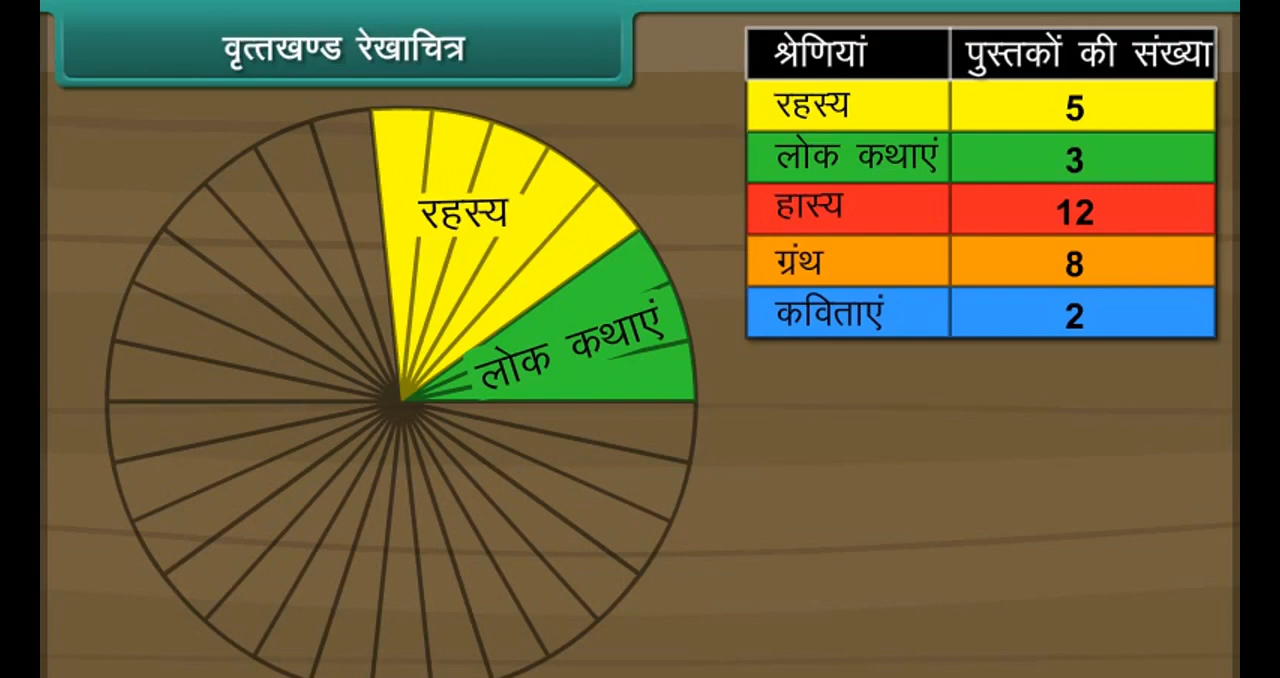 वृत्तखण्ड रेखाचित्र
श्रेणियां पुस्तकों की संख्या
रहस्य 5
लोक कथाएं 3
हास्य 12
ग्रंथ 8
कविताएं 2
रहस्य
लोक कथाएं